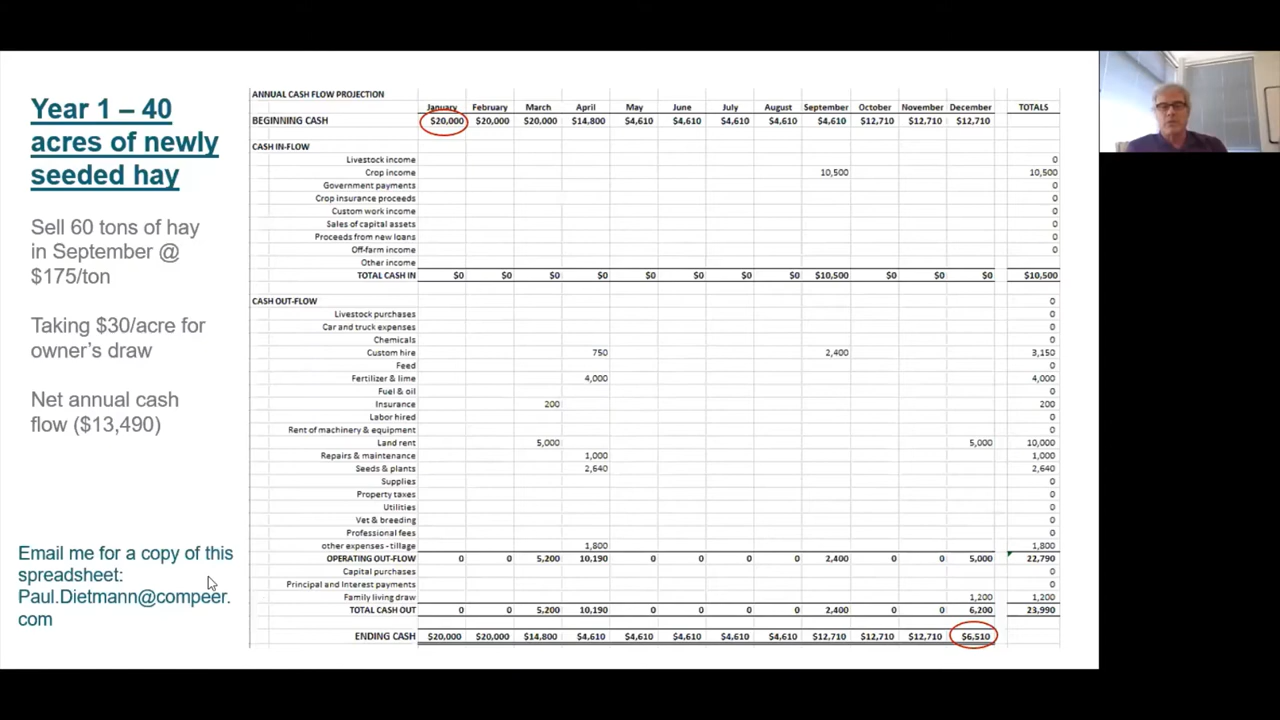 Year 1 – 40
acres of newly
seeded hay
Sell 60 tons of hay
in September @
$175/ton
Taking $30/acre for
owner's draw
Net annual cash
flow ($13,490)
Email me for a copy of this
spreadsheet:
Paul.Dietmann@compeer.
com
ANNUAL CASH FLOW PROJECTION
January February March April May June July August September October November December TOTALS
BEGINNING CASH $20,000 $20,000 $20,000 $14,800 $4,610 $4,610 $4,610 $4,610 $4,610 $12,710 $12,710 $12,710
CASH IN-FLOW
Livestock income 0
Crop income 10,500 10,500
Government payments 0
Crop insurance proceeds 0
Custom work income 0
Sales of capital assets 0
Proceeds from new loans 0
Off-farm income 0
Other income
TOTAL CASH IN $0 $0 $0 $0 $0 $0 $0 $0 $10,500 $0 $0 $0 $10,500
CASH OUT-FLOW 0
Livestock purchases 0
Car and truck expenses 0
Chemicals 0
Custom hire 750 2,400 3,150
Feed 0
Fertilizer & lime 4,000 4,000
Fuel & oil 0
Insurance 200 200
Labor hired 0
Rent of machinery & equipment 0
Land rent 5,000 5,000 10,000
Repairs & maintenance 1,000 1,000
Seeds & plants 2,640 2,640
Supplies 0
Property taxes 0
Utilities 0
Vet & breeding 0
Professional fees 0
other expenses - tillage 1,800 1,800
OPERATING OUT-FLOW 0 0 5,200 10,190 0 0 0 0 2,400 0 0 5,000 22,790
Capital purchases 0
Principal and Interest payments 0
Family living draw 1,200 1,200
TOTAL CASH OUT 0 0 5,200 10,190 0 0 0 0 2,400 0 0 6,200 23,990
ENDING CASH $20,000 $20,000 $14,800 $4,610 $4,610 $4,610 $4,610 $4,610 $12,710 $12,710 $12,710 $6,510